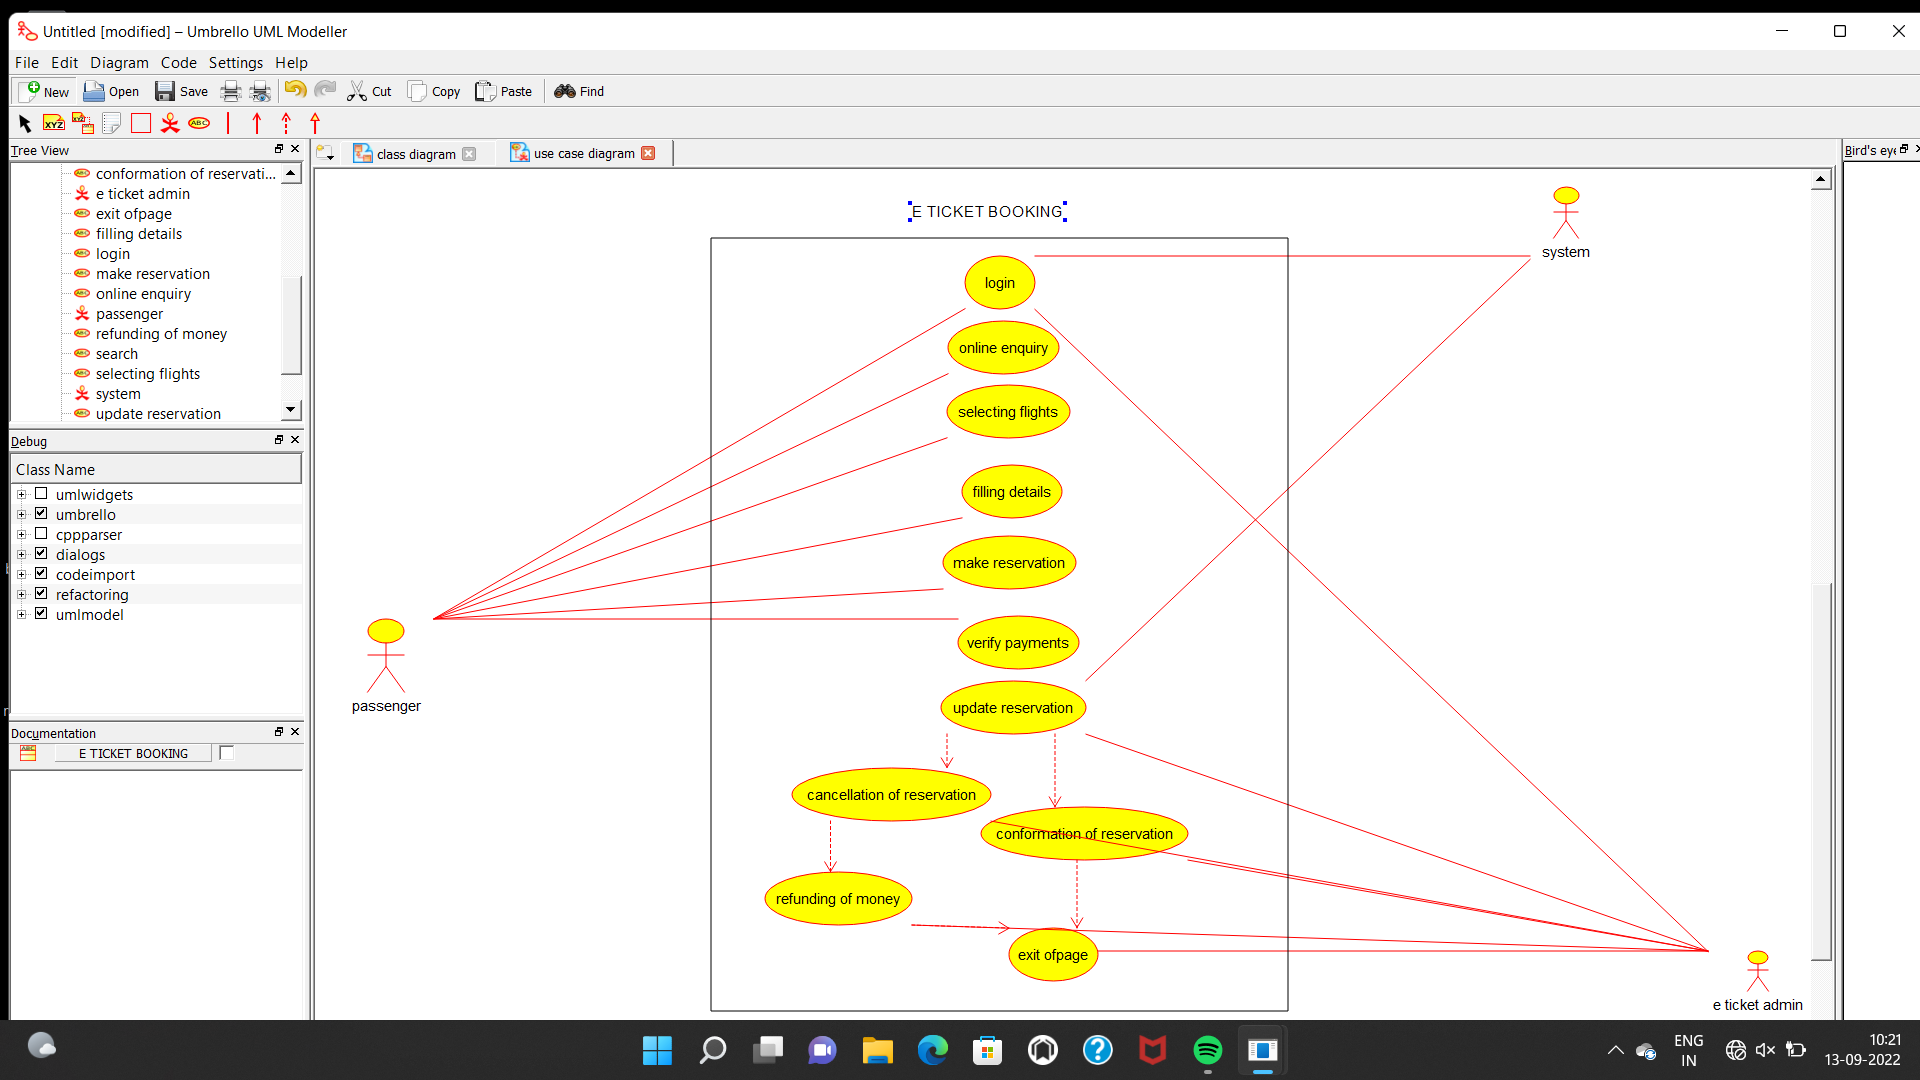 Untitled [modified] – Umbrello UML Modeller
File Edit Diagram Code Settings Help
New Open Save Cut Copy Paste Find
XYZ XYZ ABC
Tree View
class diagram
use case diagram
Bird's eye
conformation of reservati...
e ticket admin
exit ofpage
filling details
login
make reservation
online enquiry
passenger
refunding of money
search
selecting flights
system
update reservation
Debug
Class Name
umlwidgets
umbrello
cppparser
dialogs
codeimport
refactoring
umlmodel
Documentation
E TICKET BOOKING
E TICKET BOOKING
system
login
online enquiry
selecting flights
filling details
make reservation
verify payments
passenger
update reservation
cancellation of reservation
conformation of reservation
refunding of money
exit ofpage
e ticket admin
ENG
IN
10:21
13-09-2022